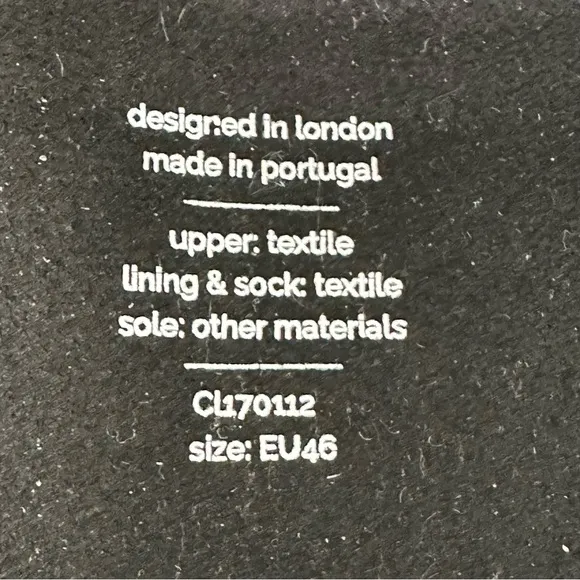 designed in london
made in portugal
upper: textile
lining & sock: textile
sole: other materials
CL170112
size: EU46